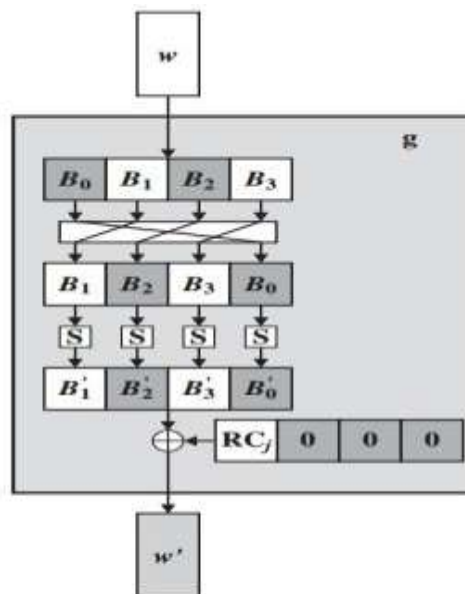 w
g
B₀ B₁ B₂ B₃
B₁ B₂ B₃ B₀
S S S S
B'₁ B'₂ B'₃ B'₀
RCⱼ 0 0 0
w'